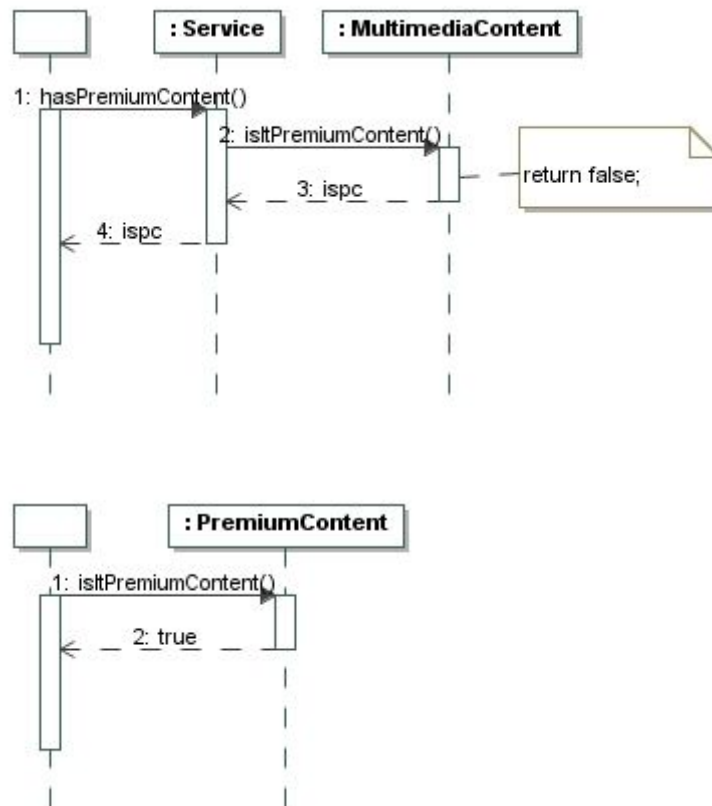 : Service
: MultimediaContent
1: hasPremiumContent()
2: isItPremiumContent()
return false;
3: ispc
4: ispc
: PremiumContent
1: isItPremiumContent()
2: true